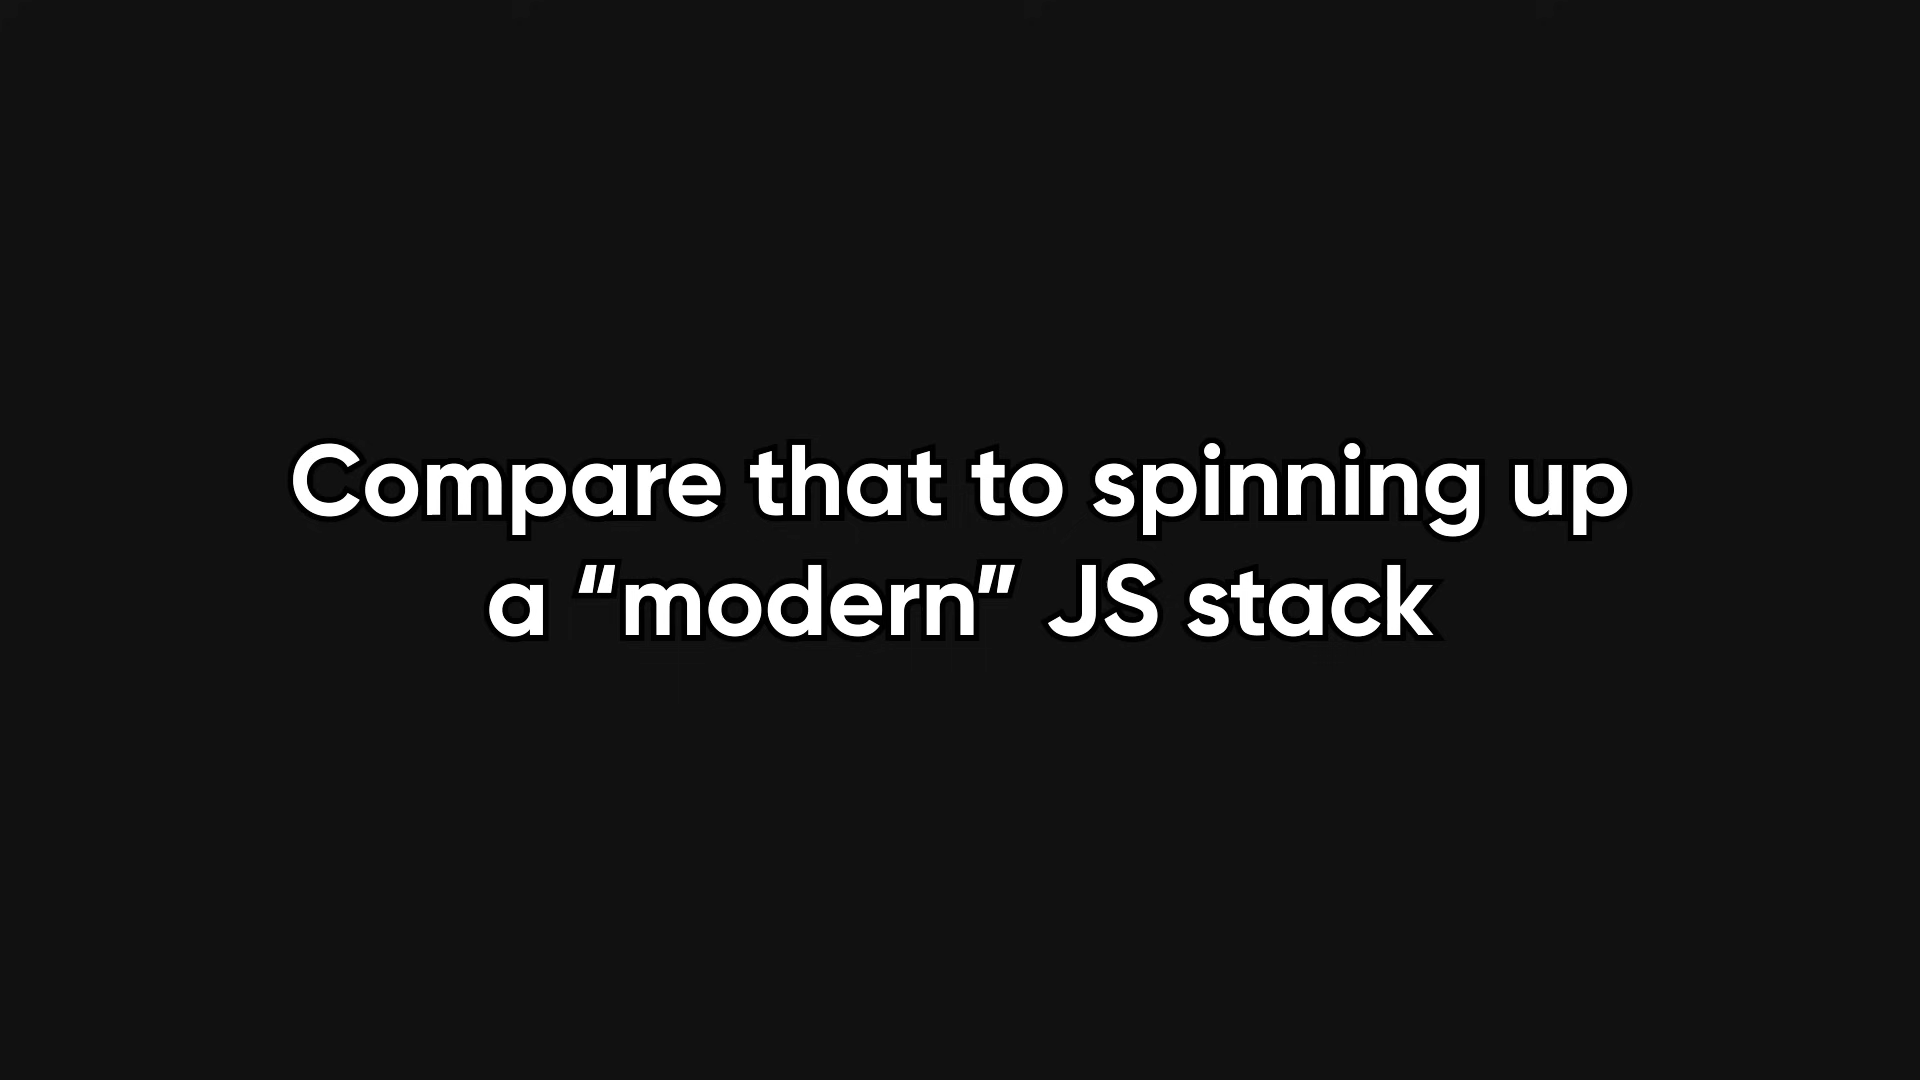 Compare that to spinning up
a “modern” JS stack